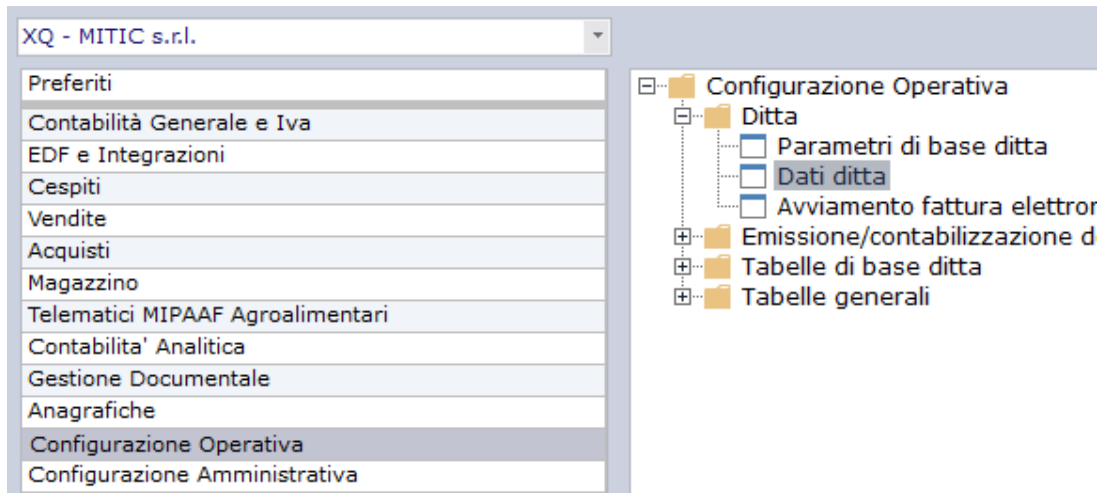 XQ - MITIC s.r.l.
Preferiti
Contabilità Generale e Iva
EDF e Integrazioni
Cespiti
Vendite
Acquisti
Magazzino
Telematici MIPAAF Agroalimentari
Contabilita' Analitica
Gestione Documentale
Anagrafiche
Configurazione Operativa
Configurazione Amministrativa
Configurazione Operativa
Ditta
Parametri di base ditta
Dati ditta
Avviamento fattura elettron
Emissione/contabilizzazione d
Tabelle di base ditta
Tabelle generali